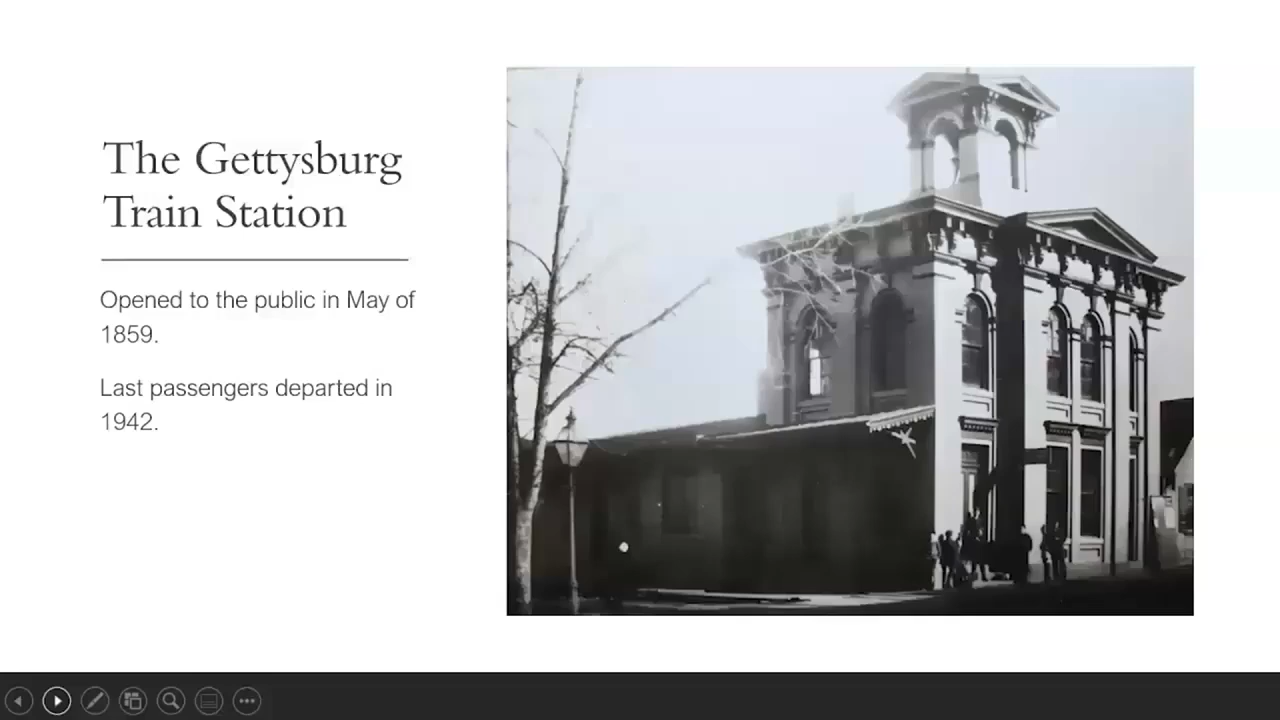 The Gettysburg
Train Station
Opened to the public in May of
1859.
Last passengers departed in
1942.